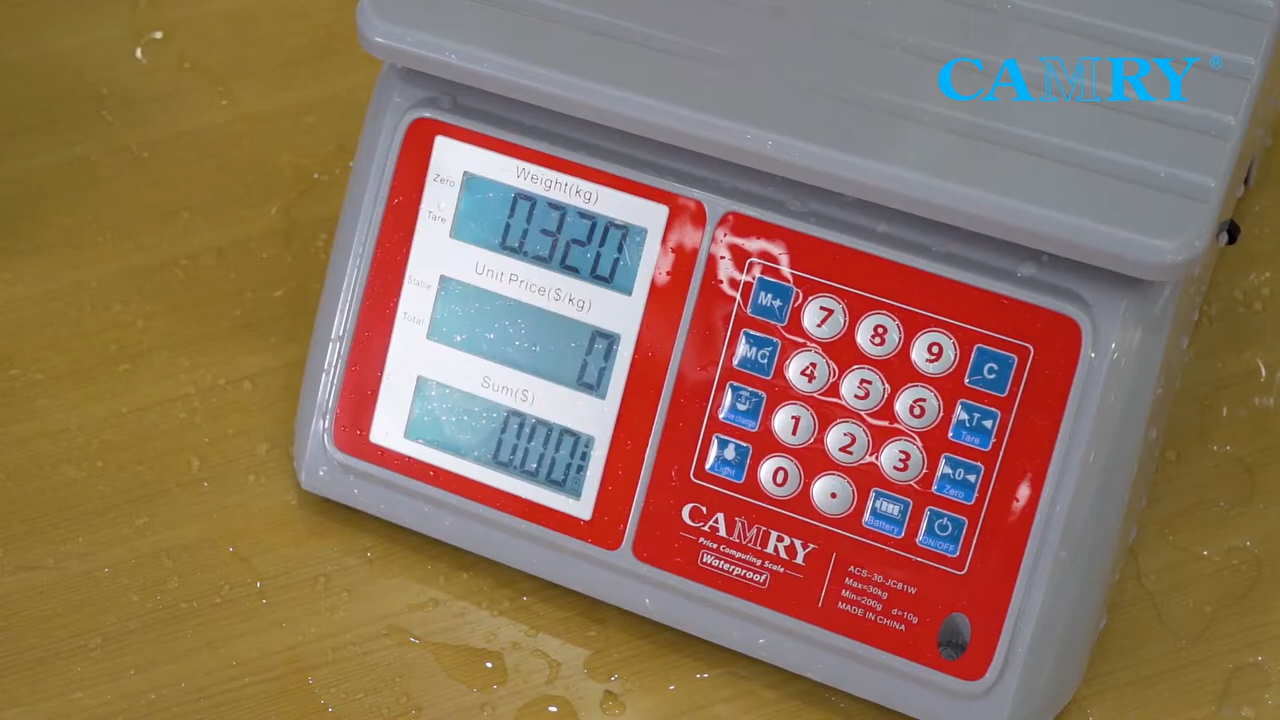 CAMRY®
Weight(kg)
Zero
Tare
0.320
Unit Price($/kg)
Stable
Total
0
Sum($)
0.00
M+ 7 8 9 C
MC 4 5 6 T Tare
1 2 3 0 Zero
Light 0 . Battery ON/OFF
CAMRY
Price Computing Scale
Waterproof
ACS-30-JC81W
Max=30kg
Min=200g d=10g
MADE IN CHINA